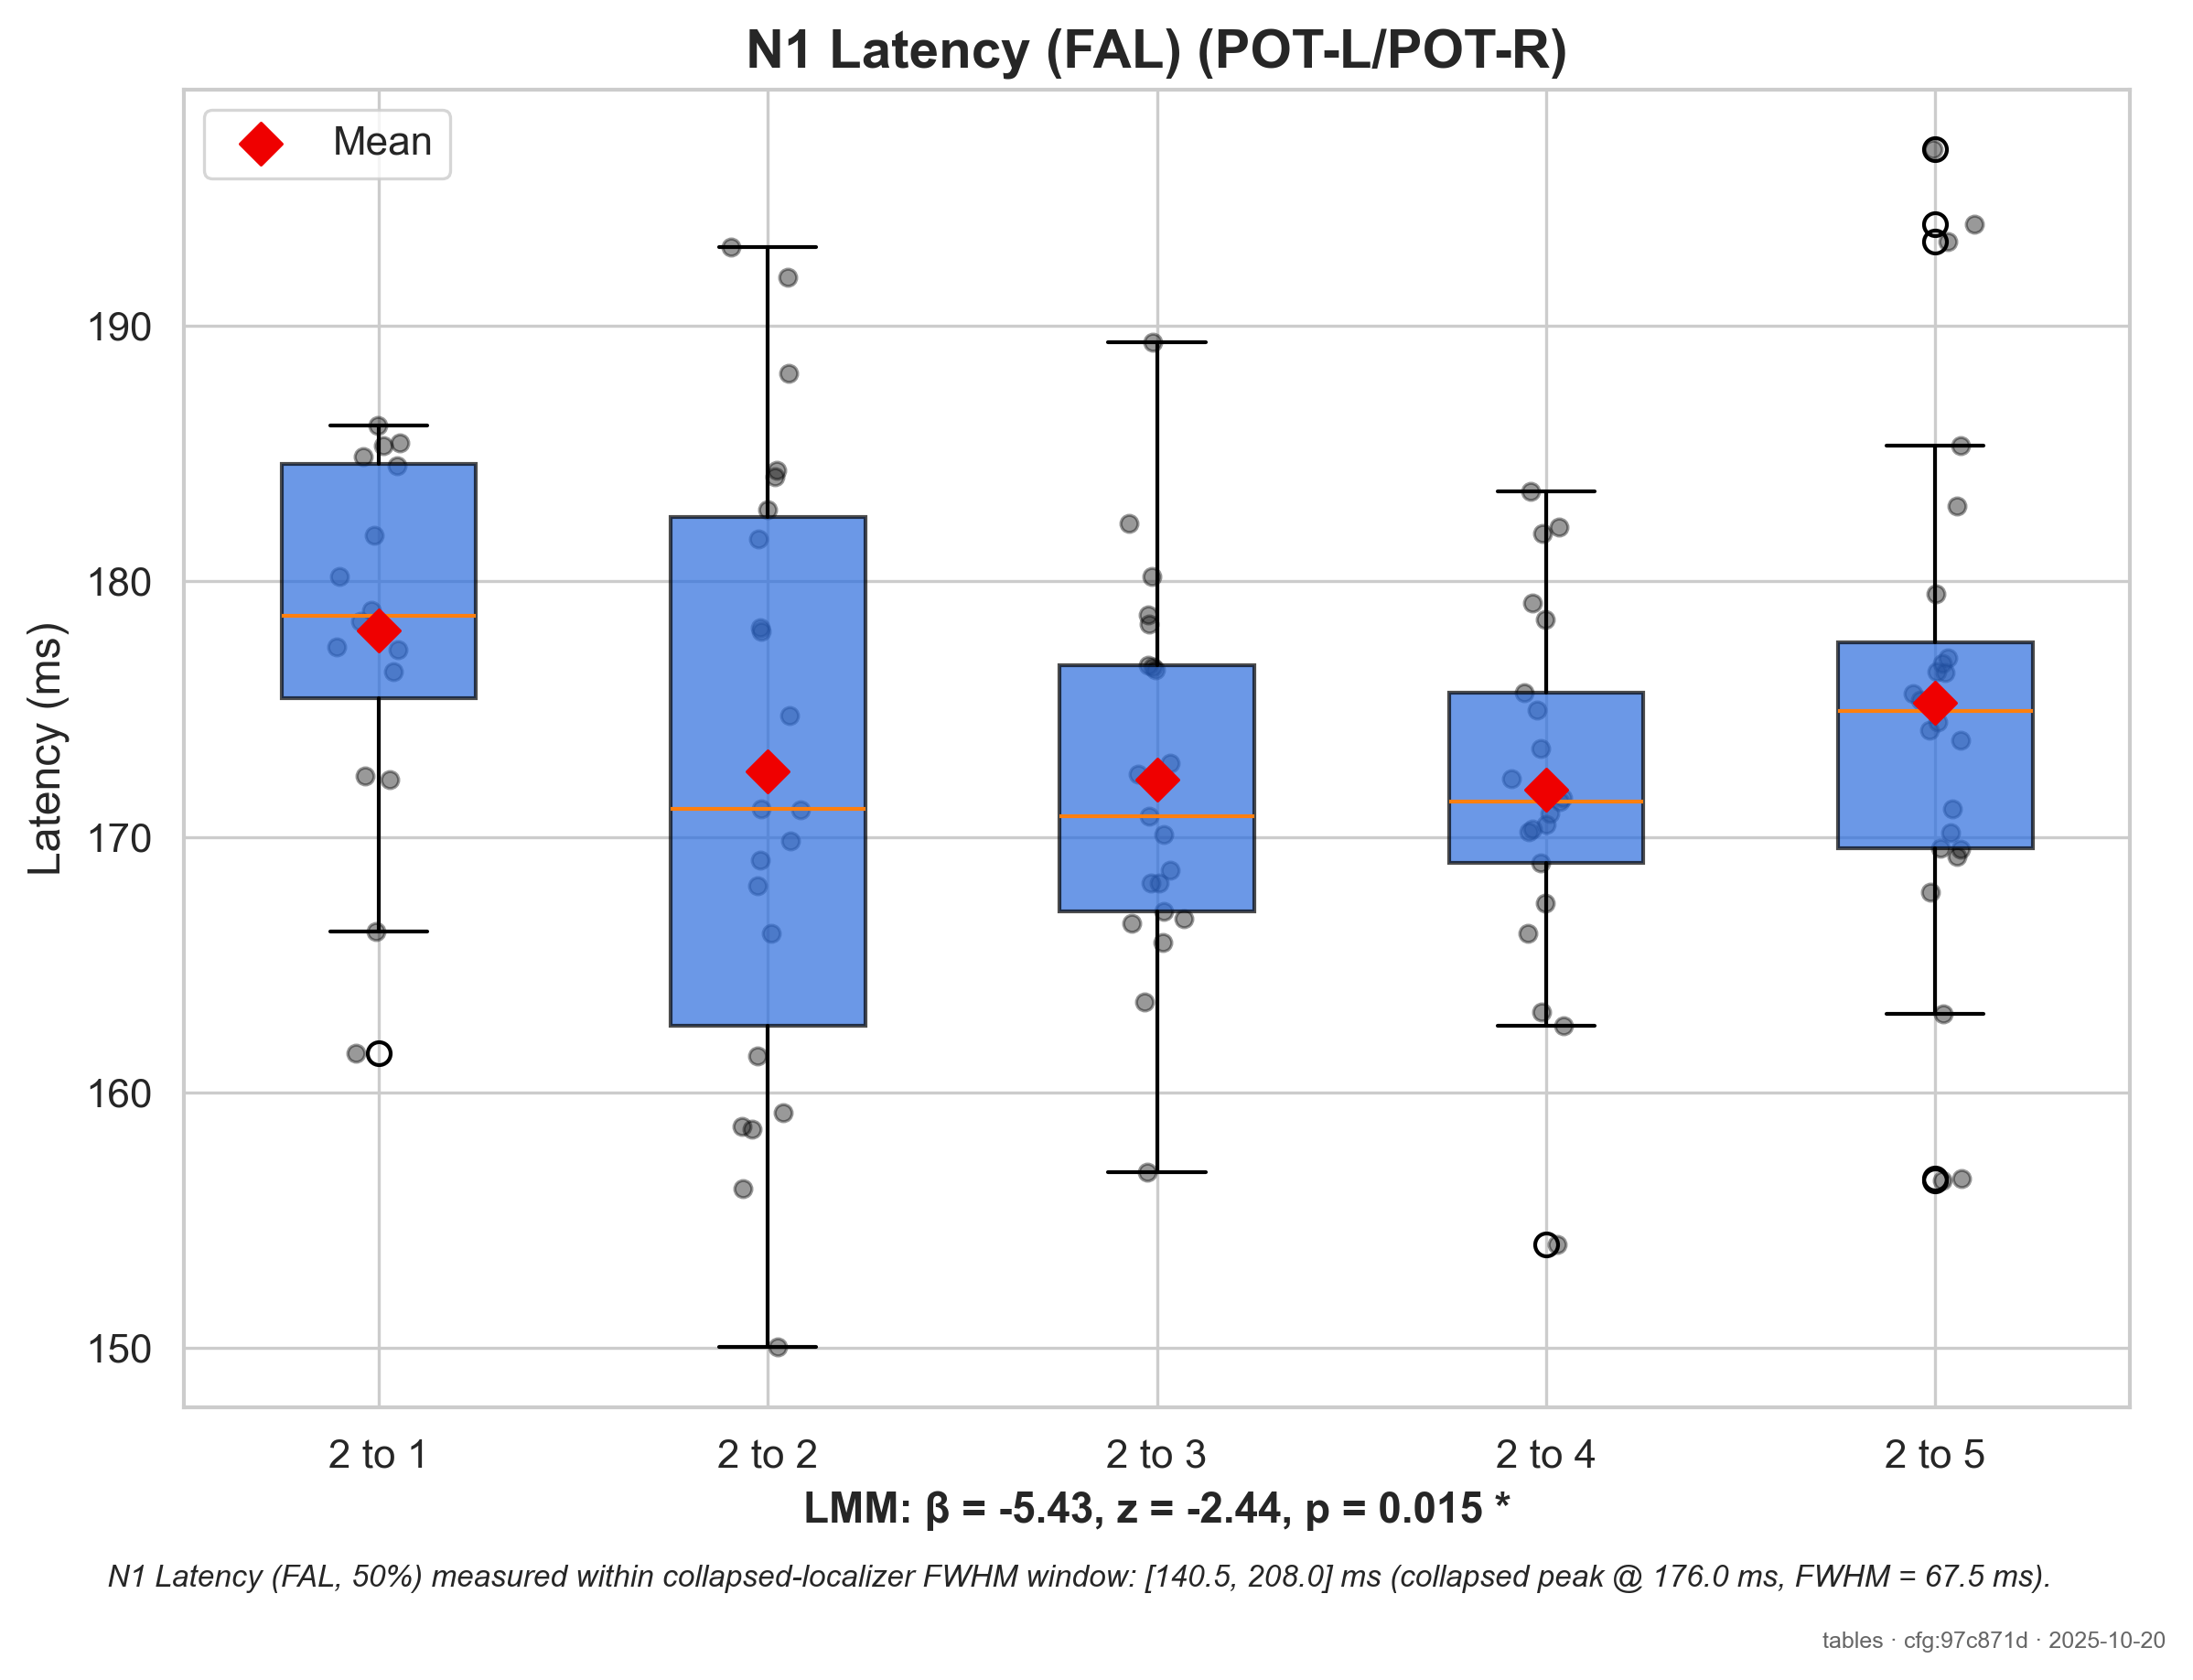 N1 Latency (FAL) (POT-L/POT-R)
Mean
Latency (ms)
190
180
170
160
150
2 to 1 2 to 2 2 to 3 2 to 4 2 to 5
LMM: β = -5.43, z = -2.44, p = 0.015 *
N1 Latency (FAL, 50%) measured within collapsed-localizer FWHM window: [140.5, 208.0] ms (collapsed peak @ 176.0 ms, FWHM = 67.5 ms).
tables · cfg:97c871d · 2025-10-20